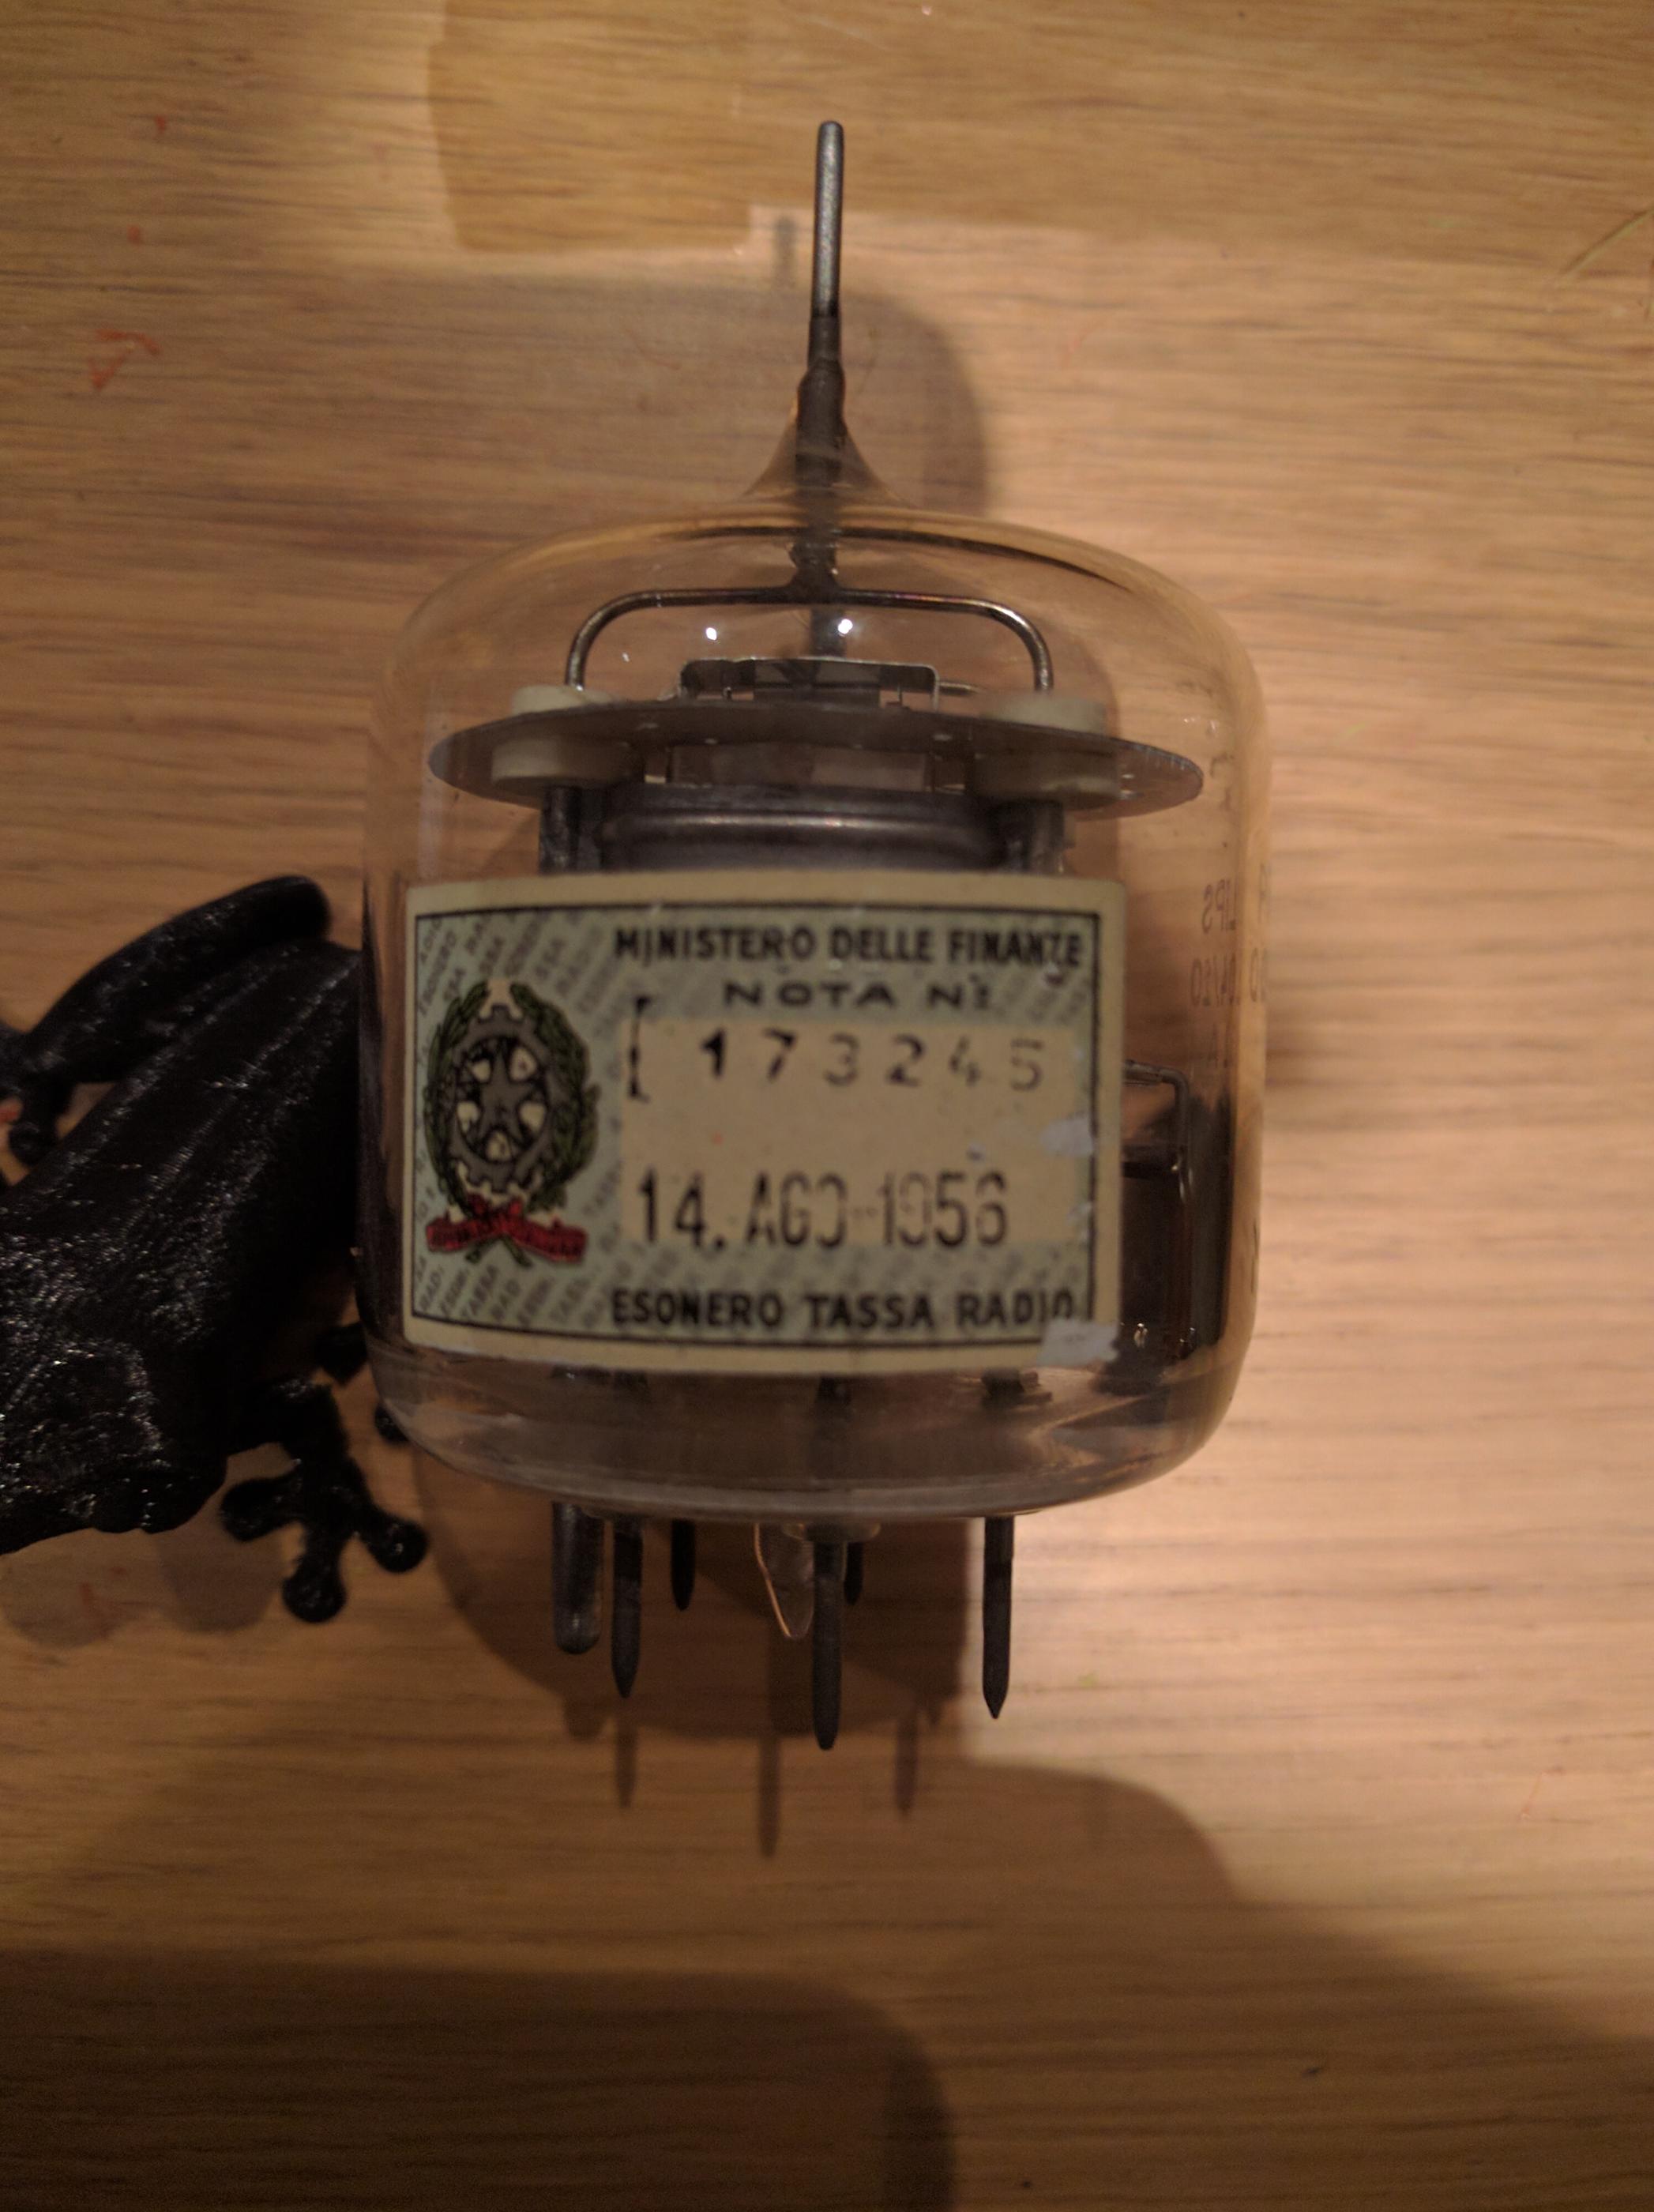 MINISTERO DELLE FINANZE
NOTA N°
173245
14. AGO 1956
ESONERO TASSA RADIO